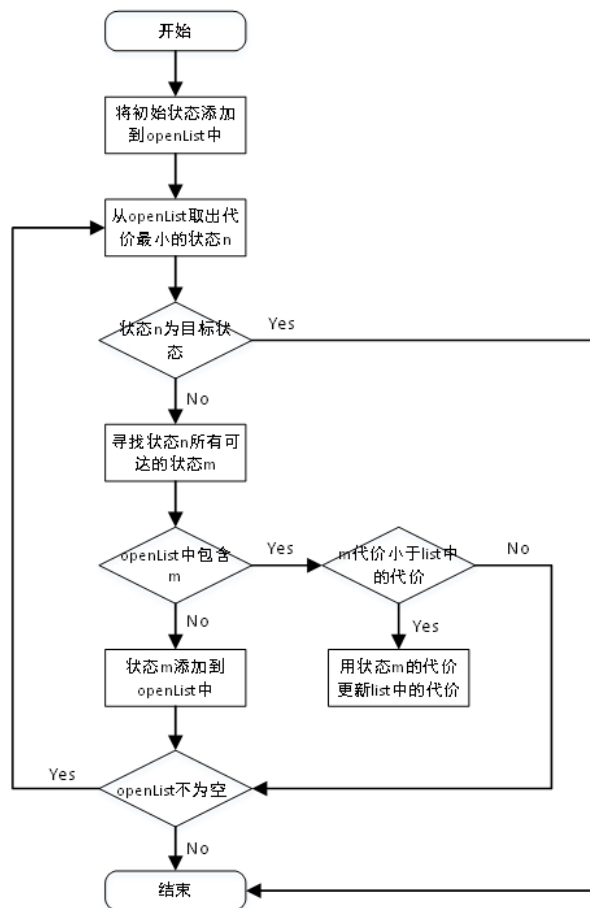 开始
将初始状态添加
到openList中
从openList取出代
价最小的状态n
状态n为目标状
态
Yes
No
寻找状态n所有可
达的状态m
openList中包含
m
Yes
m代价小于list中
的代价
No
No
Yes
状态m添加到
openList中
用状态m的代价
更新list中的代价
Yes
openList不为空
No
结束